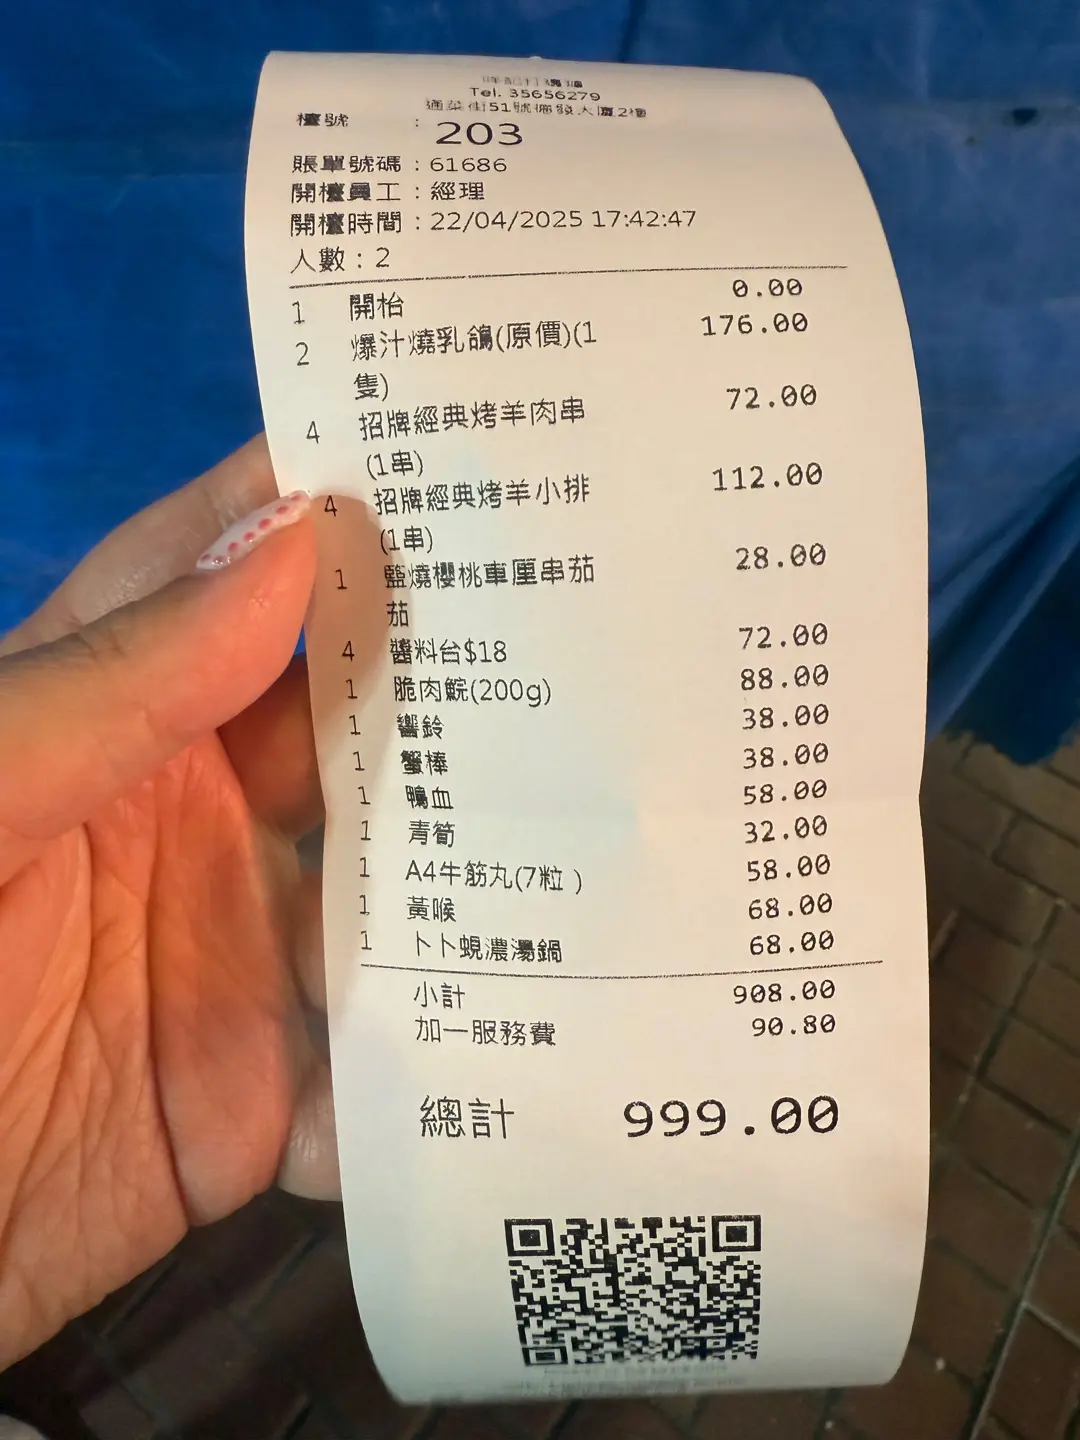 Tel. 35656279
通菜街51號 發大廈2樓
檯號 : 203
賬單號碼 : 61686
開檯員工 : 經理
開檯時間 : 22/04/2025 17:42:47
人數 : 2
1 開枱 0.00
2 爆汁燒乳鴿(原價)(1 176.00
隻)
4 招牌經典烤羊肉串 72.00
(1串)
4 招牌經典烤羊小排 112.00
(1串)
1 鹽燒櫻桃車厘串茄 28.00
茄
4 醬料台$18 72.00
1 脆肉鯇(200g) 88.00
1 響鈴 38.00
1 蟹棒 38.00
1 鴨血 58.00
1 青筍 32.00
1 A4牛筋丸(7粒 ) 58.00
1 黃喉 68.00
1 卜卜蜆濃湯鍋 68.00
小計 908.00
加一服務費 90.80
總計 999.00